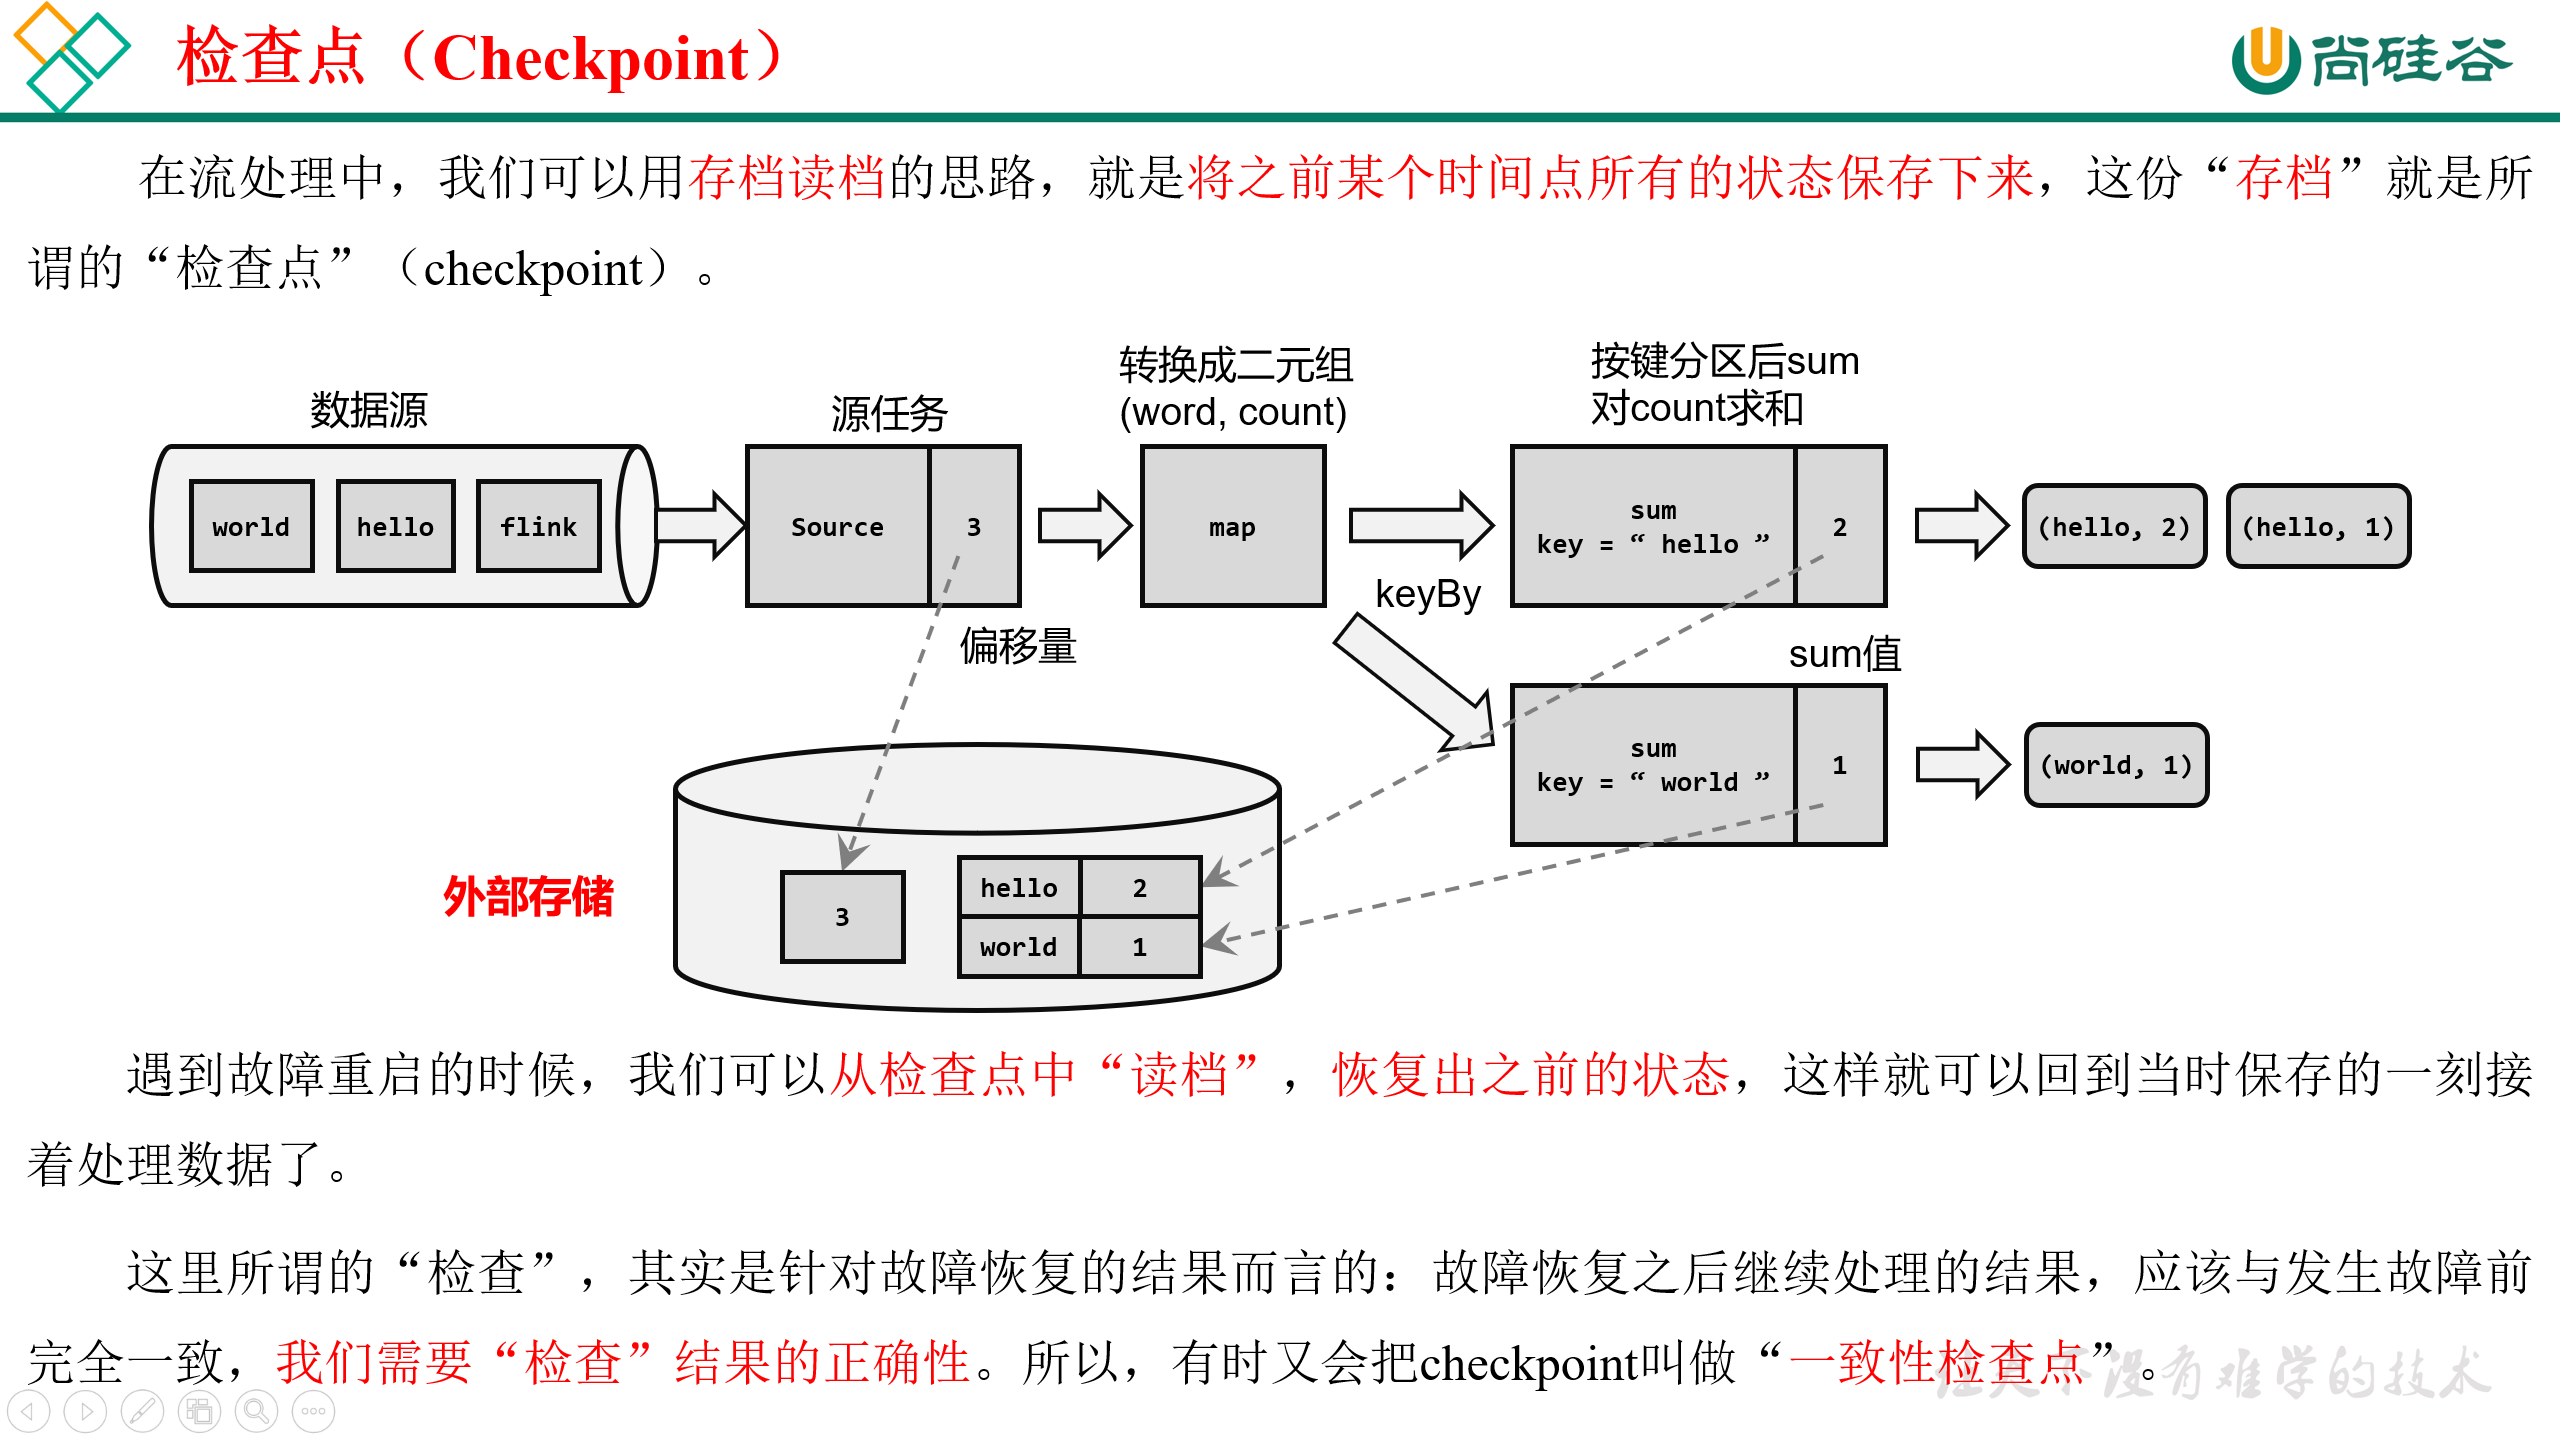 检查点（Checkpoint）
尚硅谷
在流处理中，我们可以用存档读档的思路，就是将之前某个时间点所有的状态保存下来，这份“存档”就是所
谓的“检查点”（checkpoint）。
数据源
源任务
转换成二元组
(word, count)
按键分区后sum
对count求和
world
hello
flink
Source
3
map
sum
key = “ hello ”
2
(hello, 2)
(hello, 1)
keyBy
偏移量
sum值
sum
key = “ world ”
1
(world, 1)
外部存储
3
hello
2
world
1
遇到故障重启的时候，我们可以从检查点中“读档”，恢复出之前的状态，这样就可以回到当时保存的一刻接
着处理数据了。
这里所谓的“检查”，其实是针对故障恢复的结果而言的：故障恢复之后继续处理的结果，应该与发生故障前
完全一致，我们需要“检查”结果的正确性。所以，有时又会把checkpoint叫做“一致性检查点”。
没有难学的技术